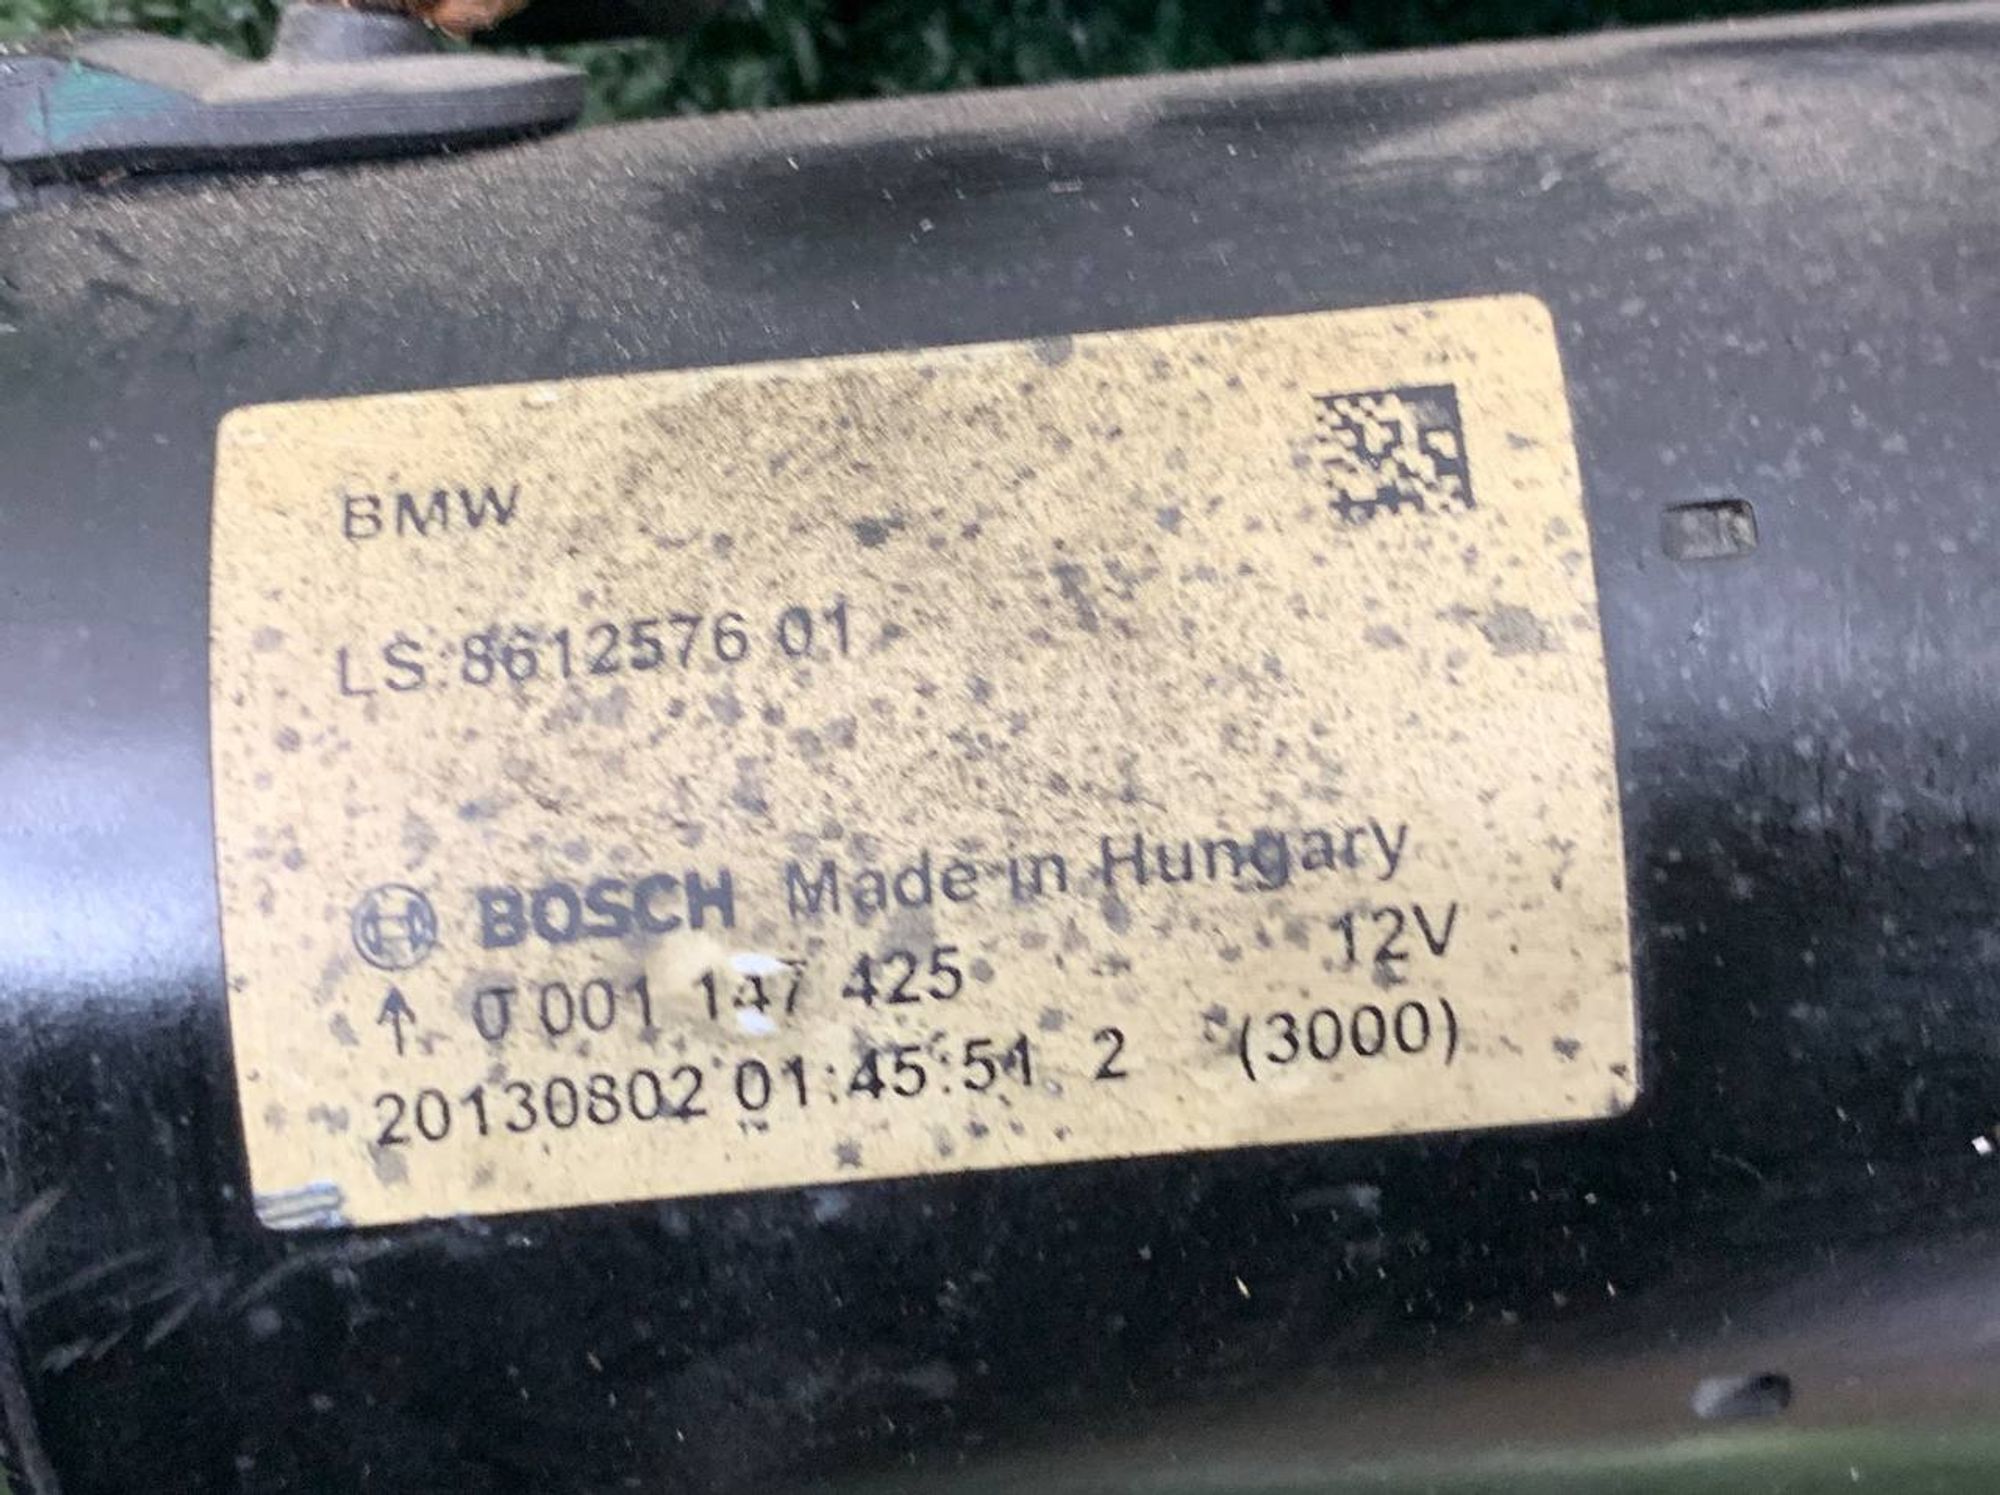 BMW
LS:8612576 01
BOSCH Made in Hungary
↑ 0 001 147 425 12V
20130802 01:45:51 2 (3000)